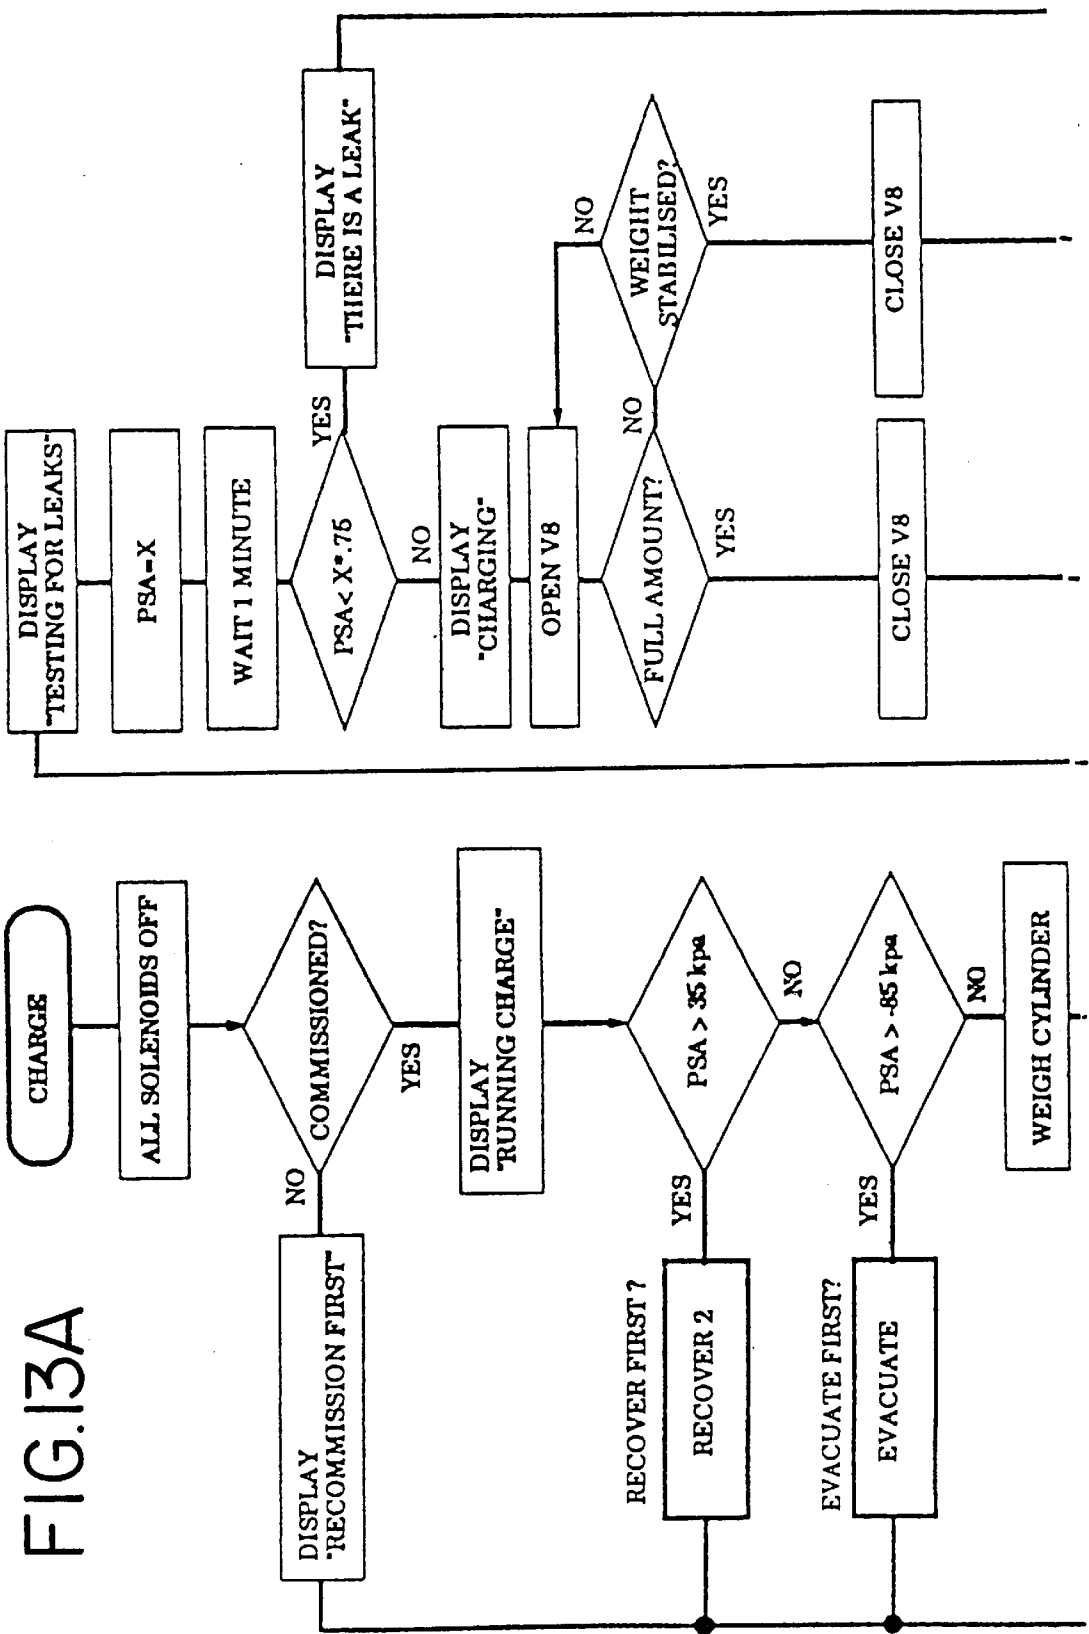 FIG.13A
CHARGE
ALL SOLENOIDS OFF
COMMISSIONED?
NO
YES
DISPLAY
"RECOMMISSION FIRST"
DISPLAY
"RUNNING CHARGE"
PSA > 35 kpa
YES
NO
RECOVER FIRST ?
RECOVER 2
PSA > -85 kpa
YES
NO
EVACUATE FIRST?
EVACUATE
WEIGH CYLINDER
DISPLAY
"TESTING FOR LEAKS"
PSA=X
WAIT 1 MINUTE
PSA< X*.75
YES
NO
DISPLAY
"THERE IS A LEAK"
DISPLAY
"CHARGING"
OPEN V8
FULL AMOUNT?
NO
YES
WEIGHT
STABILISED?
NO
YES
CLOSE V8
CLOSE V8